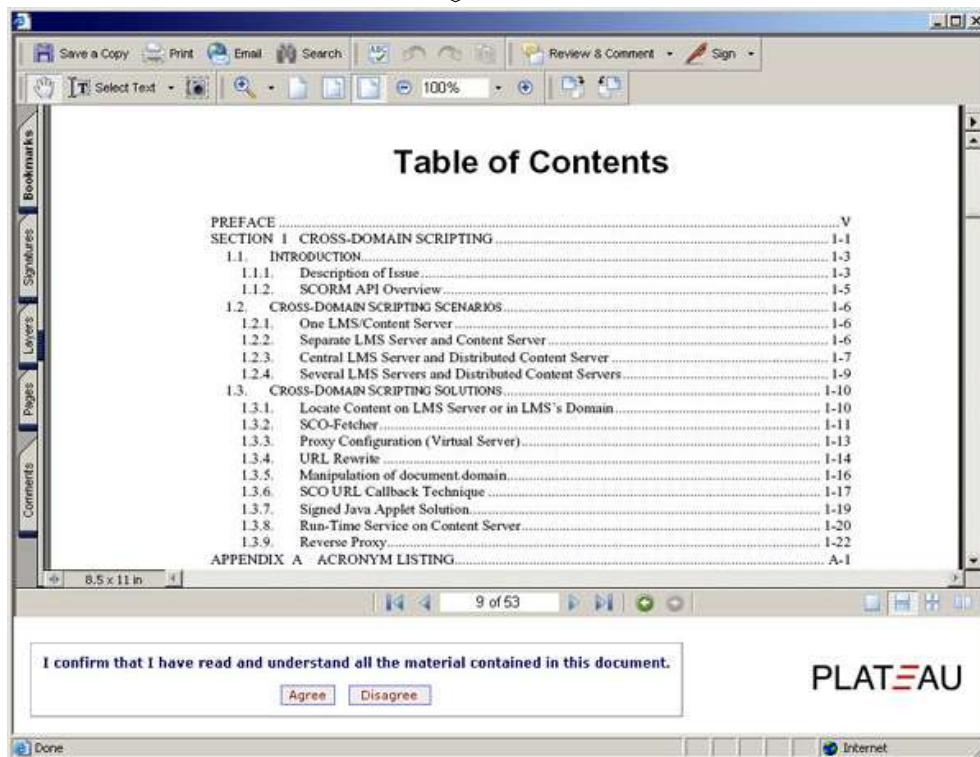 Save a Copy Print Email Search Review & Comment Sign
Select Text 100%
Bookmarks
Signatures
Layers
Pages
Comments
Table of Contents
PREFACE V
SECTION 1 CROSS-DOMAIN SCRIPTING 1-1
1.1. INTRODUCTION 1-3
1.1.1. Description of Issue 1-3
1.1.2. SCORM API Overview 1-5
1.2. CROSS-DOMAIN SCRIPTING SCENARIOS 1-6
1.2.1. One LMS/Content Server 1-6
1.2.2. Separate LMS Server and Content Server 1-6
1.2.3. Central LMS Server and Distributed Content Server 1-7
1.2.4. Several LMS Servers and Distributed Content Servers 1-9
1.3. CROSS-DOMAIN SCRIPTING SOLUTIONS 1-10
1.3.1. Locate Content on LMS Server or in LMS's Domain 1-10
1.3.2. SCO-Fetcher 1-11
1.3.3. Proxy Configuration (Virtual Server) 1-13
1.3.4. URL Rewrite 1-14
1.3.5. Manipulation of document.domain 1-16
1.3.6. SCO URL Callback Technique 1-17
1.3.7. Signed Java Applet Solution 1-19
1.3.8. Run-Time Service on Content Server 1-20
1.3.9. Reverse Proxy 1-22
APPENDIX A ACRONYM LISTING A-1
8.5 x 11 in
9 of 53
I confirm that I have read and understand all the material contained in this document.
Agree Disagree
PLATEAU
Done Internet